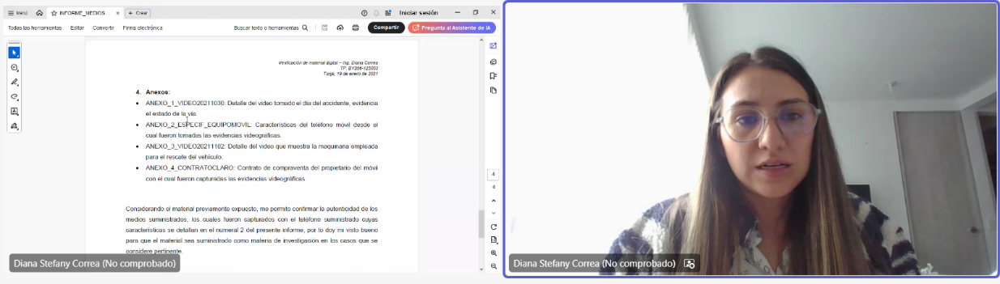 Menú
INFORME_MEDIOS...
Crear
Iniciar sesión
Todas las herramientas
Editar
Convertir
Firma electrónica
Buscar texto o herramientas
Compartir
Pregunta al Asistente de IA
Verificación de material digital – Ing. Diana Correa
Tunja, 19 de enero de 2021
4. Anexos:
• ANEXO_1_VIDEO20211030: Detalle del video tomado el día del accidente, evidencia
el estado de la vía.
• ANEXO_2_ESPECIF_EQUIPOMOVIL: Características del teléfono móvil desde el
cual fueron tomadas las evidencias videográficas.
• ANEXO_3_VIDEO20211102: Detalle del video que muestra la maquinaria empleada
para el rescate del vehículo.
• ANEXO_4_CONTRATOCLARO: Contrato de compraventa del propietario del móvil
con el cual fueron capturadas las evidencias videográficas.
Considerando el material previamente expuesto, me permito confirmar la autenticidad de los
medios suministrados, los cuales fueron capturados con el teléfono suministrado cuyas
características se detallan en el numeral 2 del presente informe, por lo doy mi visto bueno
para que el material sea suministrado como materia de investigación en los casos que se
considere pertinente.
4
4
Diana Stefany Correa (No comprobado)
Diana Stefany Correa (No comprobado)